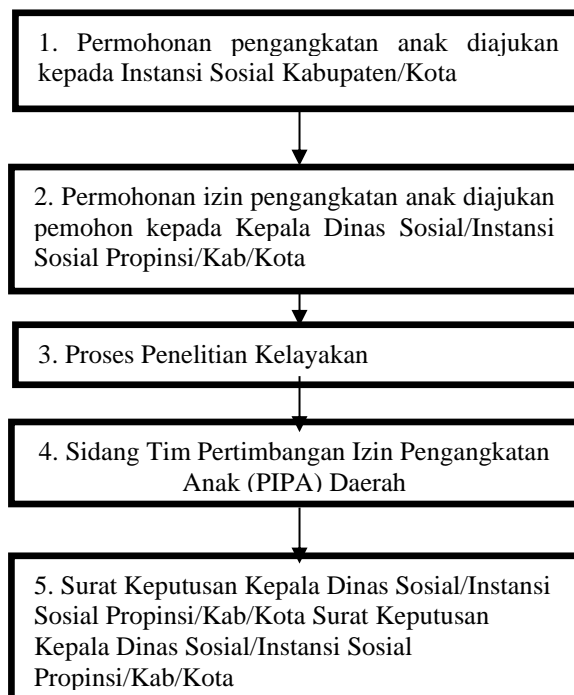 1. Permohonan pengangkatan anak diajukan
kepada Instansi Sosial Kabupaten/Kota
2. Permohonan izin pengangkatan anak diajukan
pemohon kepada Kepala Dinas Sosial/Instansi
Sosial Propinsi/Kab/Kota
3. Proses Penelitian Kelayakan
4. Sidang Tim Pertimbangan Izin Pengangkatan
Anak (PIPA) Daerah
5. Surat Keputusan Kepala Dinas Sosial/Instansi
Sosial Propinsi/Kab/Kota Surat Keputusan
Kepala Dinas Sosial/Instansi Sosial
Propinsi/Kab/Kota